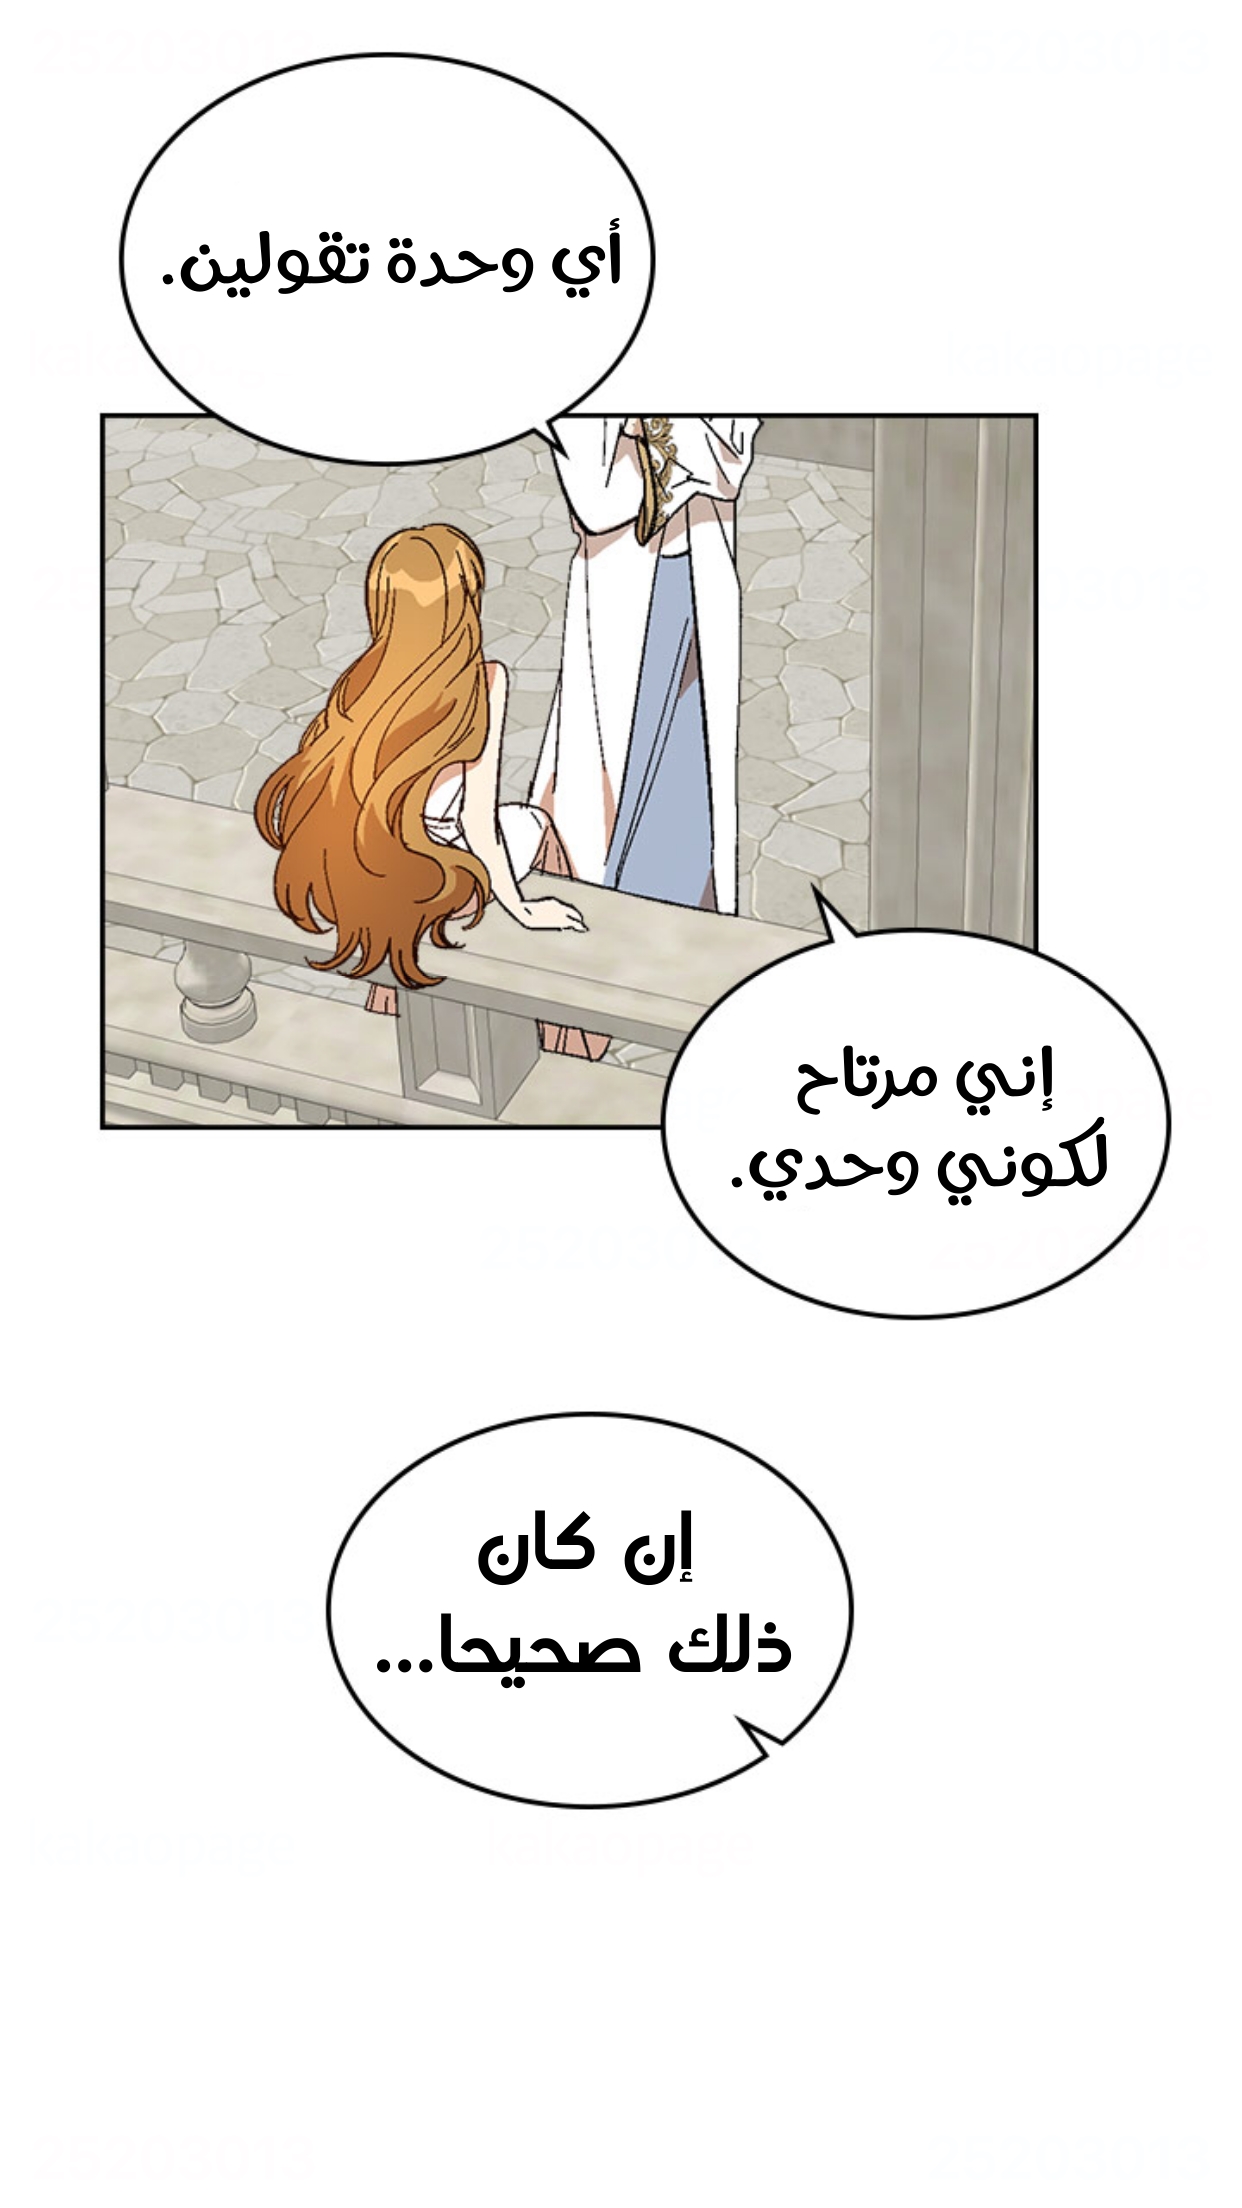 أي وحدة تقولين.
إني مرتاح
لكوني وحدي.
إن كان
ذلك صحيحا...